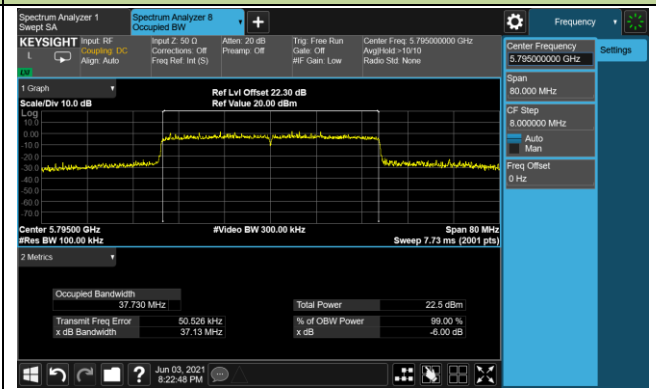 Spectrum Analyzer 1
Swept SA
Spectrum Analyzer 8
Occupied BW
Frequency
KEYSIGHT
L
LNI
Input: RF
Coupling: DC
Align: Auto
Input Z: 50 Ω
Corrections: Off
Freq Ref: Int (S)
Atten: 20 dB
Preamp: Off
Trig: Free Run
Gate: Off
#IF Gain: Low
Center Freq: 5.795000000 GHz
Avg|Hold:>10/10
Radio Std: None
Center Frequency
5.795000000 GHz
Settings
Span
80.000 MHz
CF Step
8.000000 MHz
Auto
Man
Freq Offset
0 Hz
1 Graph
Scale/Div 10.0 dB
Ref Lvl Offset 22.30 dB
Ref Value 20.00 dBm
Log
10.0
0.00
-10.0
-20.0
-30.0
-40.0
-50.0
-60.0
-70.0
Center 5.79500 GHz
#Res BW 100.00 kHz
#Video BW 300.00 kHz
Span 80 MHz
Sweep 7.73 ms (2001 pts)
2 Metrics
Occupied Bandwidth
37.730 MHz
Total Power 22.5 dBm
Transmit Freq Error 50.526 kHz
% of OBW Power 99.00 %
x dB Bandwidth 37.13 MHz
x dB -6.00 dB
Jun 03, 2021
8:22:48 PM